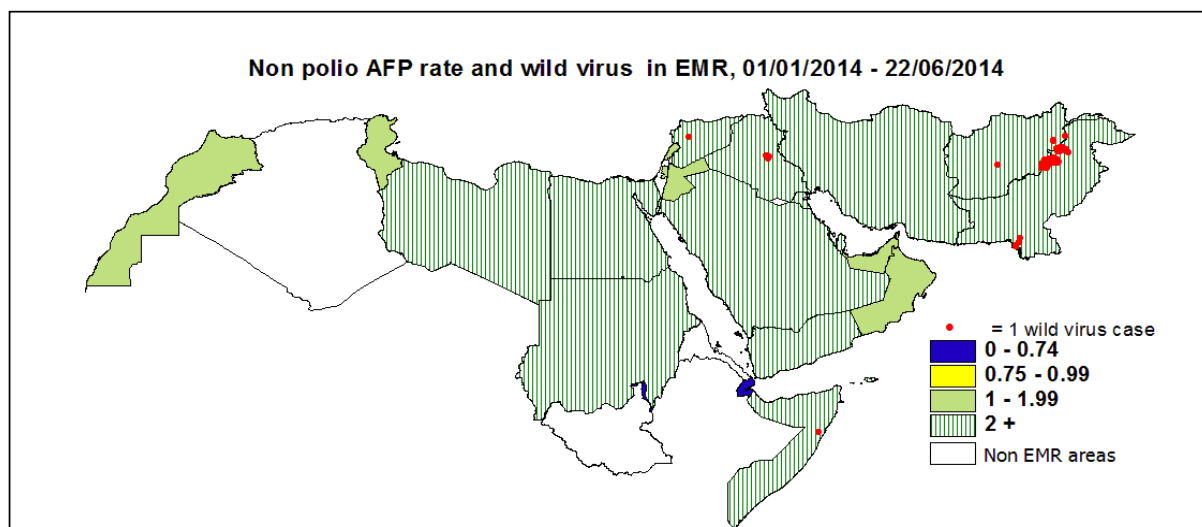 Non polio AFP rate and wild virus in EMR, 01/01/2014 - 22/06/2014
= 1 wild virus case
0 - 0.74
0.75 - 0.99
1 - 1.99
2 +
Non EMR areas